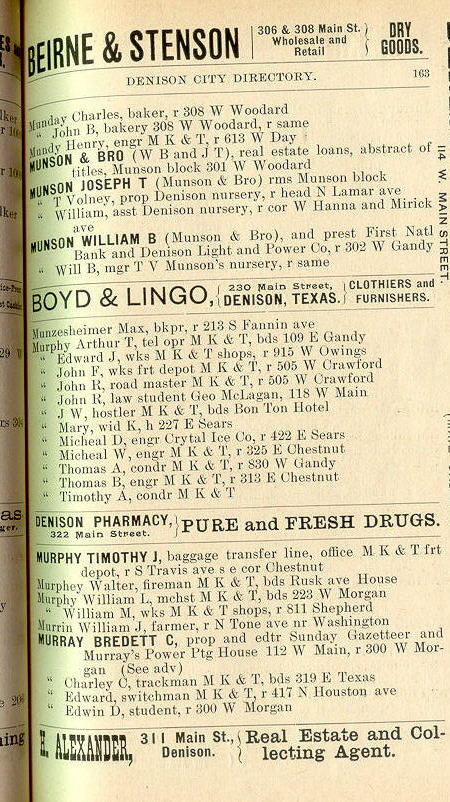 BEIRNE & STENSON { 306 & 308 Main St. Wholesale and Retail } DRY GOODS.
DENISON CITY DIRECTORY. 163
Munday Charles, baker, r 308 W Woodard
" John B, bakery 308 W Woodard, r same
Mundy Henry, engr M K & T, r 613 W Day
MUNSON & BRO (W B and J T), real estate loans, abstract of
titles, Munson block 301 W Woodard
MUNSON JOSEPH T (Munson & Bro) rms Munson block
" T Volney, prop Denison nursery, r head N Lamar ave
" William, asst Denison nursery, r cor W Hanna and Mirick
ave
MUNSON WILLIAM B (Munson & Bro), and prest First Natl
Bank and Denison Light and Power Co, r 302 W Gandy
" Will B, mgr T V Munson's nursery, r same
BOYD & LINGO, { 230 Main Street, DENISON, TEXAS. } CLOTHIERS and FURNISHERS.
Munzesheimer Max, bkpr, r 213 S Fannin ave
Murphy Arthur T, tel opr M K & T, bds 109 E Gandy
" Edward J, wks M K & T shops, r 915 W Owings
" John F, wks frt depot M K & T, r 505 W Crawford
" John R, road master M K & T, r 505 W Crawford
" John R, law student Geo McLagan, 118 W Main
" J W, hostler M K & T, bds Bon Ton Hotel
" Mary, wid K, h 227 E Sears
" Micheal D, engr Crytal Ice Co, r 422 E Sears
" Micheal W, engr M K & T, r 325 E Chestnut
" Thomas A, condr M K & T, r 830 W Gandy
" Thomas B, engr M K & T, r 313 E Chestnut
" Timothy A, condr M K & T
DENISON PHARMACY, 322 Main Street. } PURE and FRESH DRUGS.
MURPHY TIMOTHY J, baggage transfer line, office M K & T frt
depot, r S Travis ave s e cor Chestnut
Murphey Walter, fireman M K & T, bds Rusk ave House
Murphy William L, mchst M K & T, bds 223 W Morgan
" William M, wks M K & T shops, r 811 Shepherd
Murrin William J, farmer, r N Tone ave nr Washington
MURRAY BREDETT C, prop and edtr Sunday Gazetteer and
Murray's Power Ptg House 112 W Main, r 300 W Mor-
gan (See adv)
" Charley C, trackman M K & T, bds 319 E Texas
" Edward, switchman M K & T, r 417 N Houston ave
" Edwin D, student, r 300 W Morgan
ALEXANDER, 311 Main St., Denison. { Real Estate and Col-
lecting Agent.
114 W. MAIN STREET.